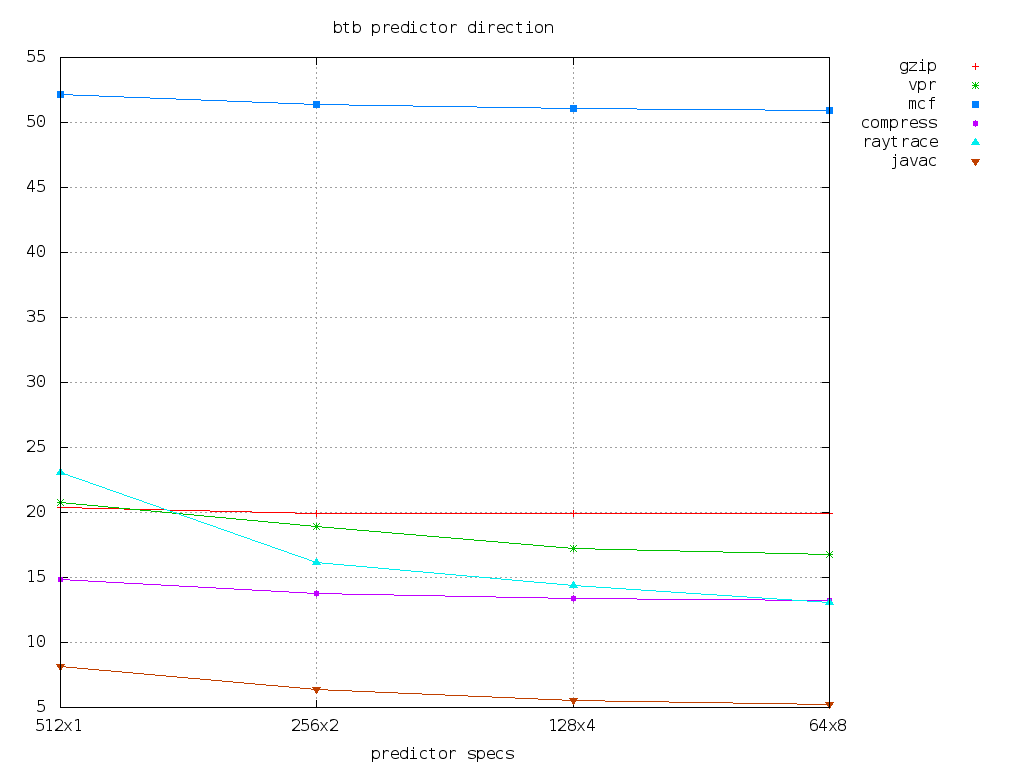 btb predictor direction
55
50
45
40
35
30
25
20
15
10
5
512x1 256x2 128x4 64x8
predictor specs
gzip
vpr
mcf
compress
raytrace
javac